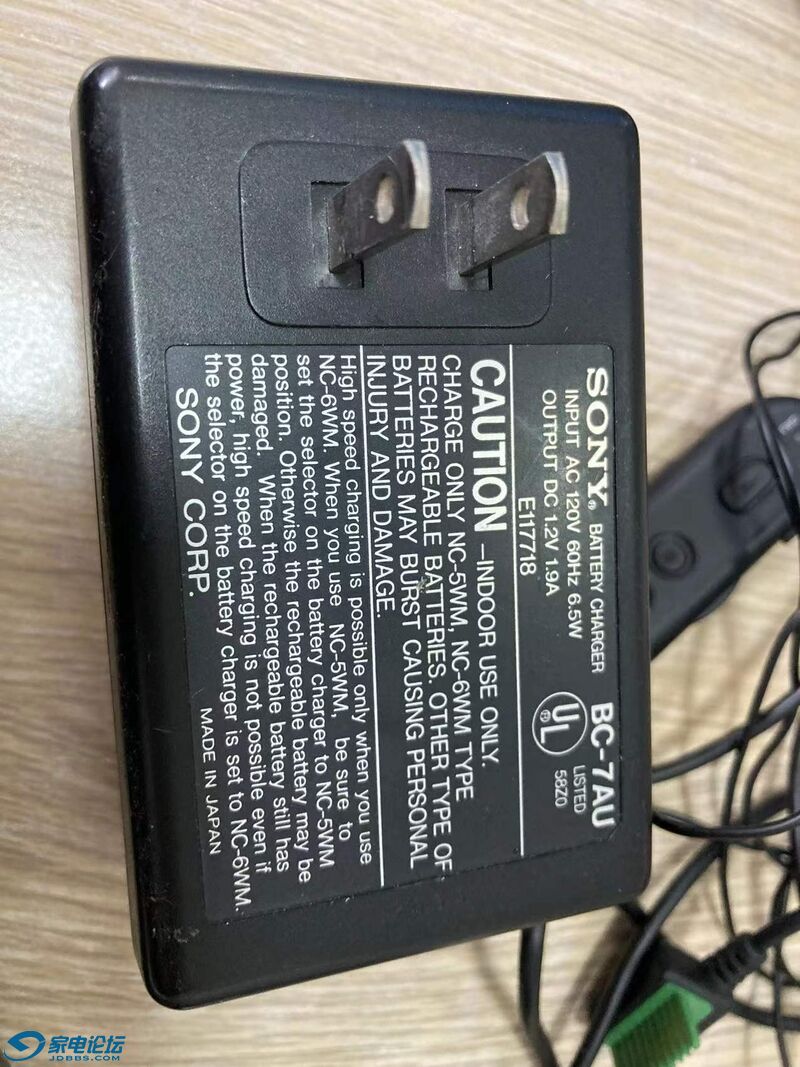 SONY® BATTERY CHARGER BC-7AU
INPUT AC 120V 60Hz 6.5W
OUTPUT DC 1.2V 1.9A
E117718
UL
®
LISTED
58Z0
CAUTION –INDOOR USE ONLY.
CHARGE ONLY NC-5WM, NC-6WM TYPE
RECHARGEABLE BATTERIES. OTHER TYPE OF
BATTERIES MAY BURST CAUSING PERSONAL
INJURY AND DAMAGE.
High speed charging is possible only when you use
NC-6WM. When you use NC-5WM, be sure to
set the selector on the battery charger to NC-5WM
position. Otherwise the rechargeable battery may be
damaged. When the rechargeable battery still has
power, high speed charging is not possible even if
the selector on the battery charger is set to NC-6WM.
SONY CORP. MADE IN JAPAN
家电论坛
JDBBS.COM